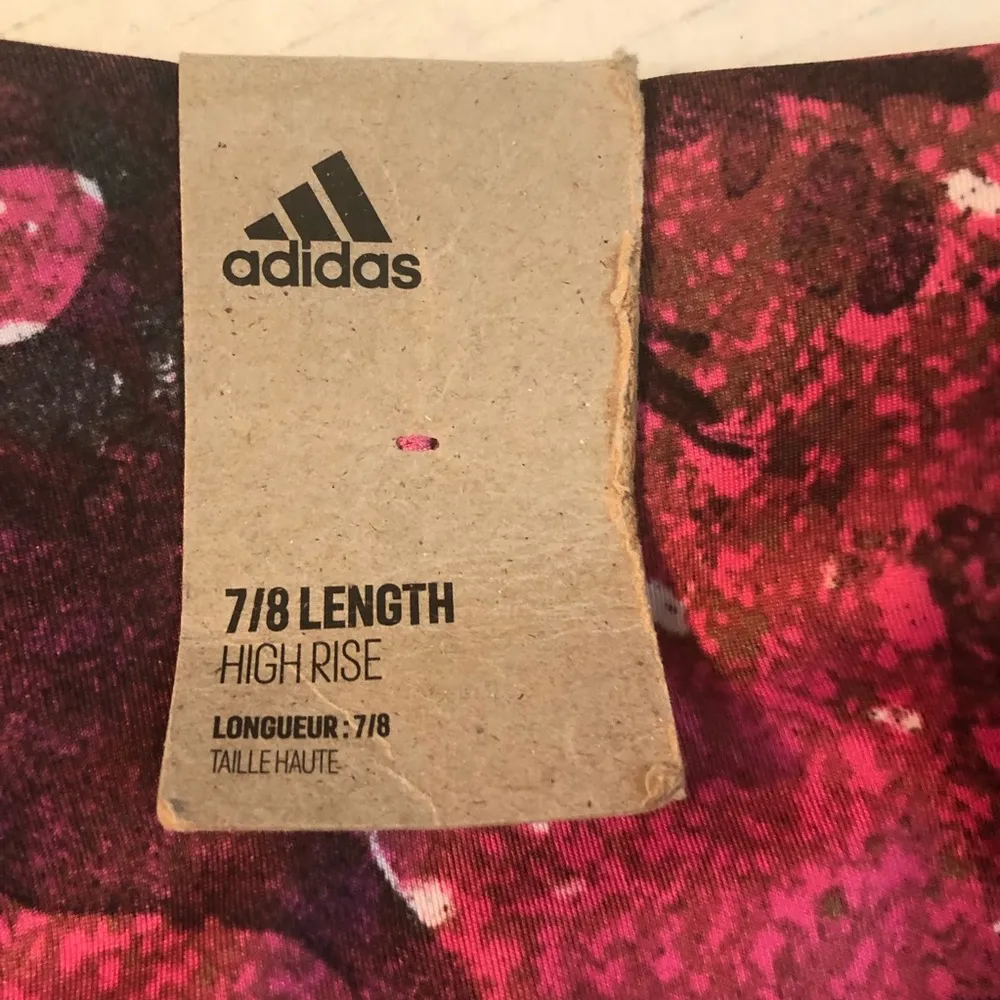 adidas
7/8 LENGTH
HIGH RISE
LONGUEUR : 7/8
TAILLE HAUTE